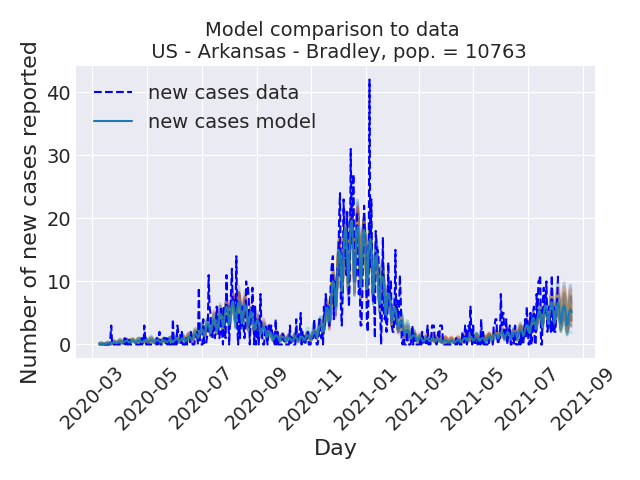 Model comparison to data
US - Arkansas - Bradley, pop. = 10763
new cases data
new cases model
Number of new cases reported
40
30
20
10
0
2020-03
2020-05
2020-07
2020-09
2020-11
2021-01
2021-03
2021-05
2021-07
2021-09
Day